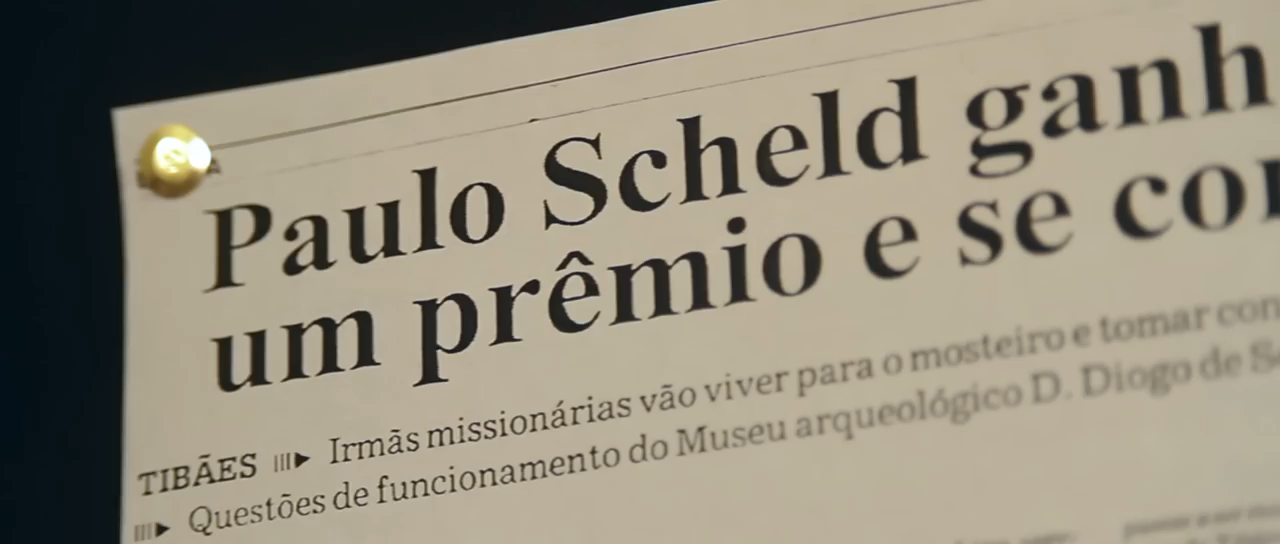 Paulo Scheld ganh
um prêmio e se con
TIBÃES Irmãs missionárias vão viver para o mosteiro e tomar con
Questões de funcionamento do Museu arqueológico D. Diogo de S